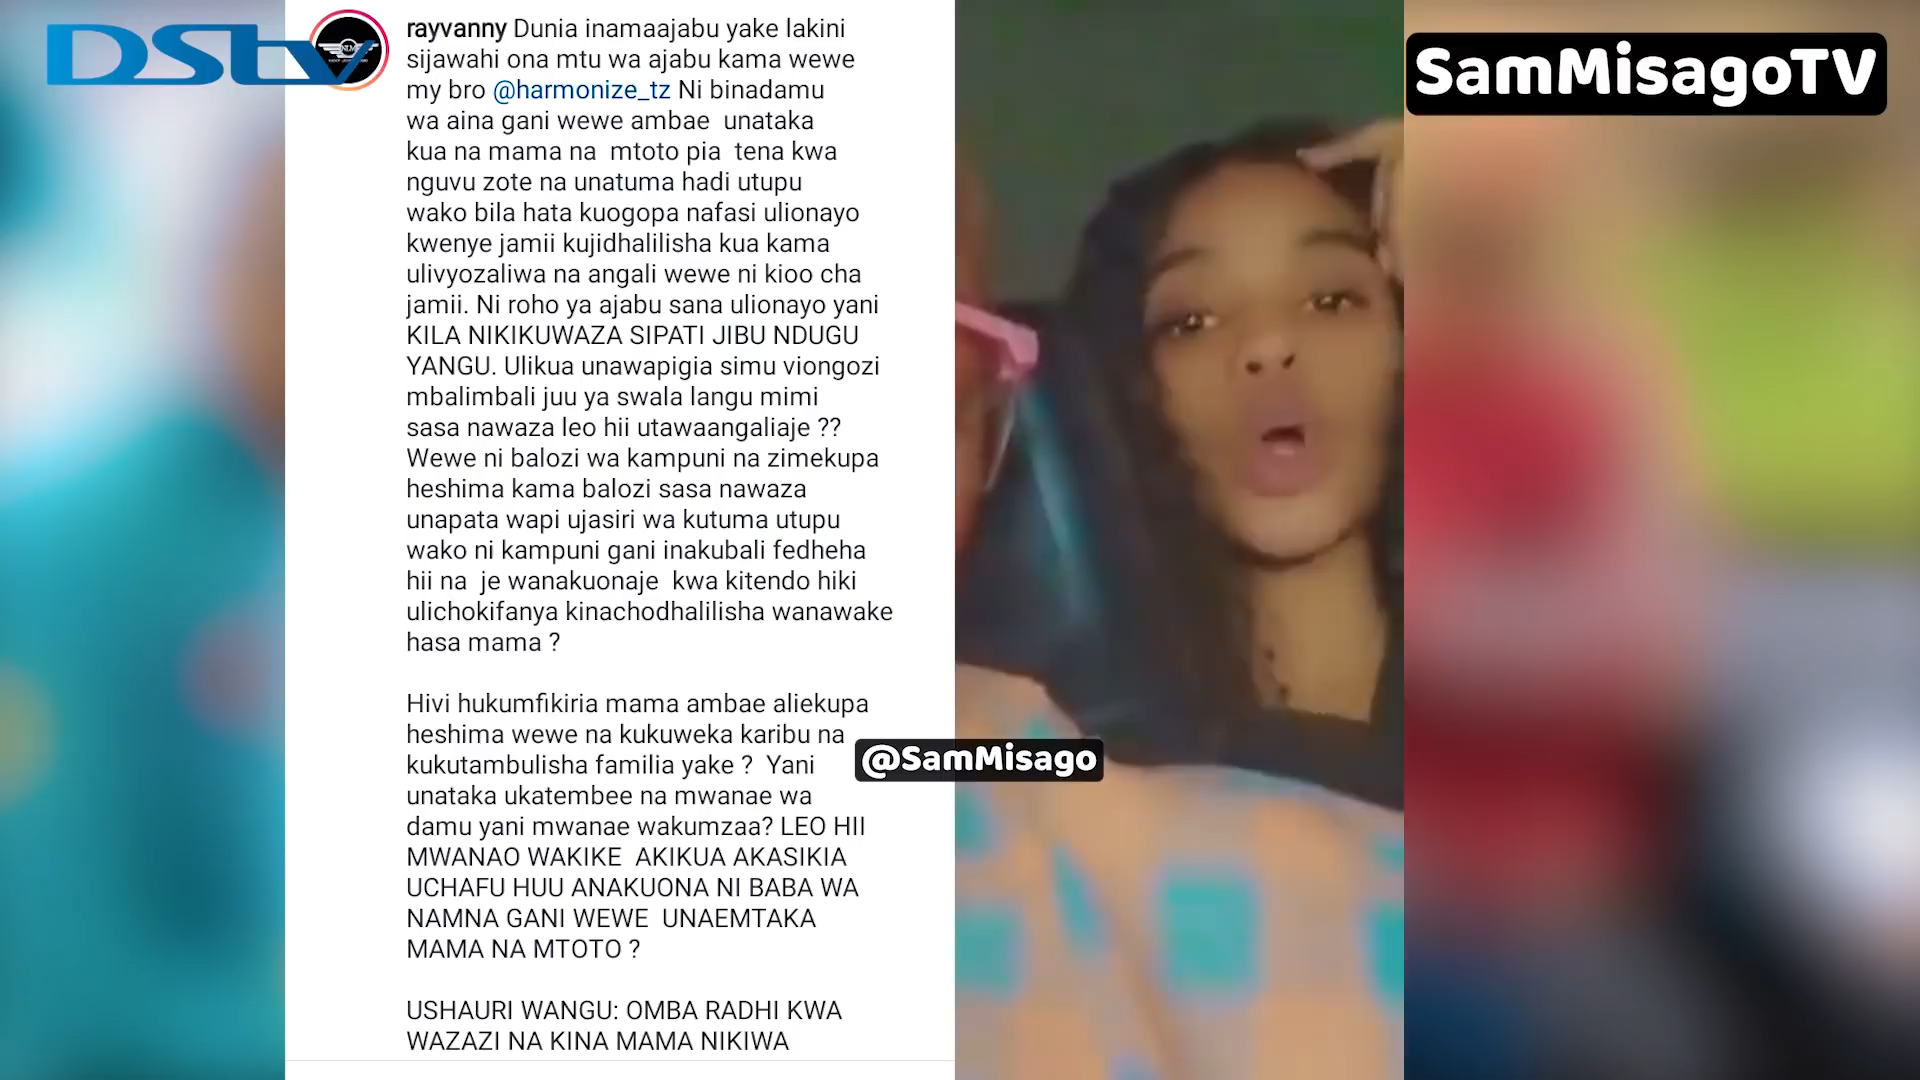 DStv
NLM
rayvanny Dunia inamaajabu yake lakini
sijawahi ona mtu wa ajabu kama wewe
my bro @harmonize_tz Ni binadamu
wa aina gani wewe ambae unataka
kua na mama na mtoto pia tena kwa
nguvu zote na unatuma hadi utupu
wako bila hata kuogopa nafasi ulionayo
kwenye jamii kujidhalilisha kua kama
ulivyozaliwa na angali wewe ni kioo cha
jamii. Ni roho ya ajabu sana ulionayo yani
KILA NIKIKUWAZA SIPATI JIBU NDUGU
YANGU. Ulikua unawapigia simu viongozi
mbalimbali juu ya swala langu mimi
sasa nawaza leo hii utawaangaliaje ??
Wewe ni balozi wa kampuni na zimekupa
heshima kama balozi sasa nawaza
unapata wapi ujasiri wa kutuma utupu
wako ni kampuni gani inakubali fedheha
hii na je wanakuonaje kwa kitendo hiki
ulichokifanya kinachodhalilisha wanawake
hasa mama ?
Hivi hukumfikiria mama ambae aliekupa
heshima wewe na kukuweka karibu na
kukutambulisha familia yake ? Yani
unataka ukatembee na mwanae wa
damu yani mwanae wakumzaa? LEO HII
MWANAO WAKIKE AKIKUA AKASIKIA
UCHAFU HUU ANAKUONA NI BABA WA
NAMNA GANI WEWE UNAEMTAKA
MAMA NA MTOTO ?
USHAURI WANGU: OMBA RADHI KWA
WAZAZI NA KINA MAMA NIKIWA
@SamMisago
SamMisagoTV